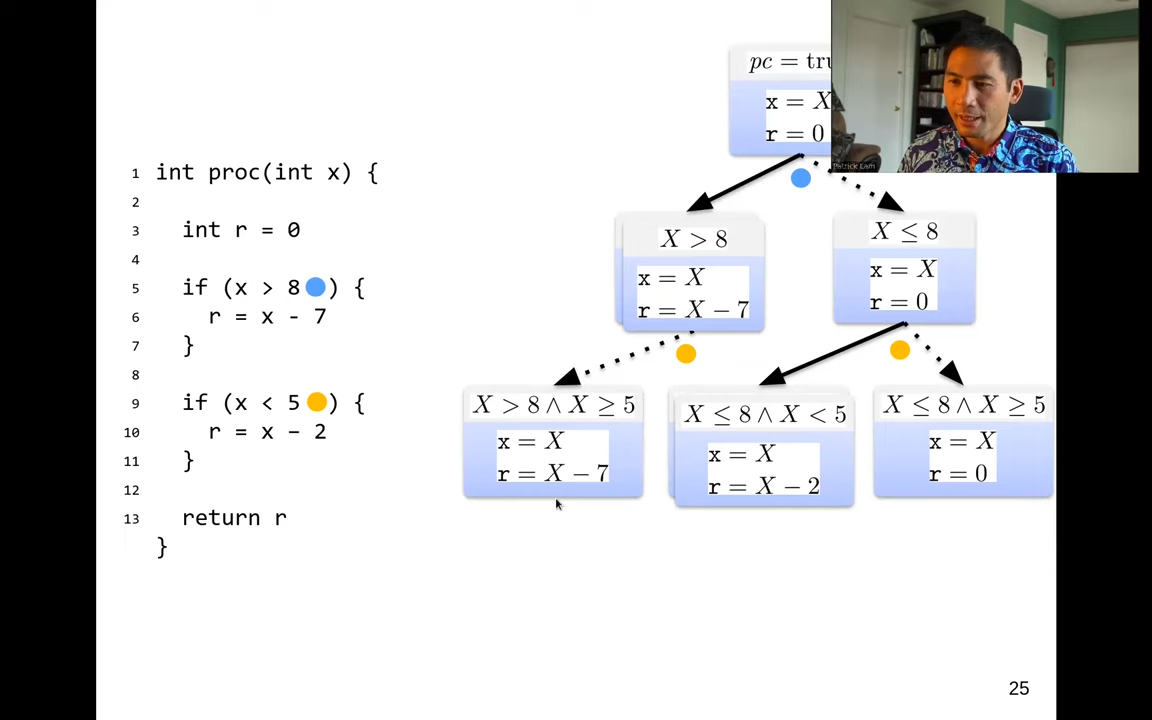 1 int proc(int x) {
2
3 int r = 0
4
5 if (x > 8 ) {
6 r = x - 7
7 }
8
9 if (x < 5 ) {
10 r = x – 2
11 }
12
13 return r
}
pc = tru
x = X
r = 0
Patrick Lam
X > 8
x = X
r = X − 7
X ≤ 8
x = X
r = 0
X > 8 ∧ X ≥ 5
x = X
r = X − 7
X ≤ 8 ∧ X < 5
x = X
r = X − 2
X ≤ 8 ∧ X ≥ 5
x = X
r = 0
25